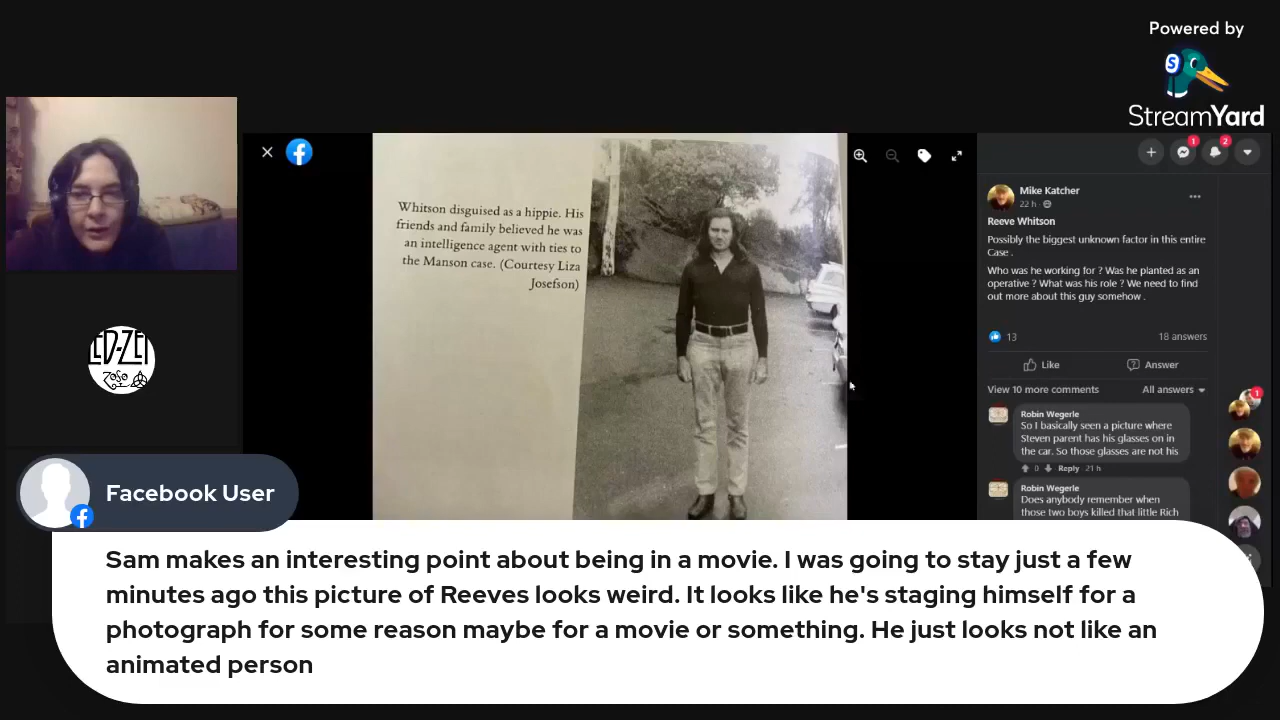 Powered by
StreamYard
Whitson disguised as a hippie. His
friends and family believed he was
an intelligence agent with ties to
the Manson case. (Courtesy Liza
Josefson)
1
2
Mike Katcher
22 h
Reeve Whitson
Possibly the biggest unknown factor in this entire
Case .
Who was he working for ? Was he planted as an
operative ? What was his role ? We need to find
out more about this guy somehow .
13
18 answers
Like
Answer
View 10 more comments
All answers
Robin Wegerle
So I basically seen a picture where
Steven parent has his glasses on in
the car. So those glasses are not his
0
Reply
21 h
Robin Wegerle
Does anybody remember when
those two boys killed that little Rich
1
LED-ZEP
ZOSO
Facebook User
Sam makes an interesting point about being in a movie. I was going to stay just a few
minutes ago this picture of Reeves looks weird. It looks like he's staging himself for a
photograph for some reason maybe for a movie or something. He just looks not like an
animated person